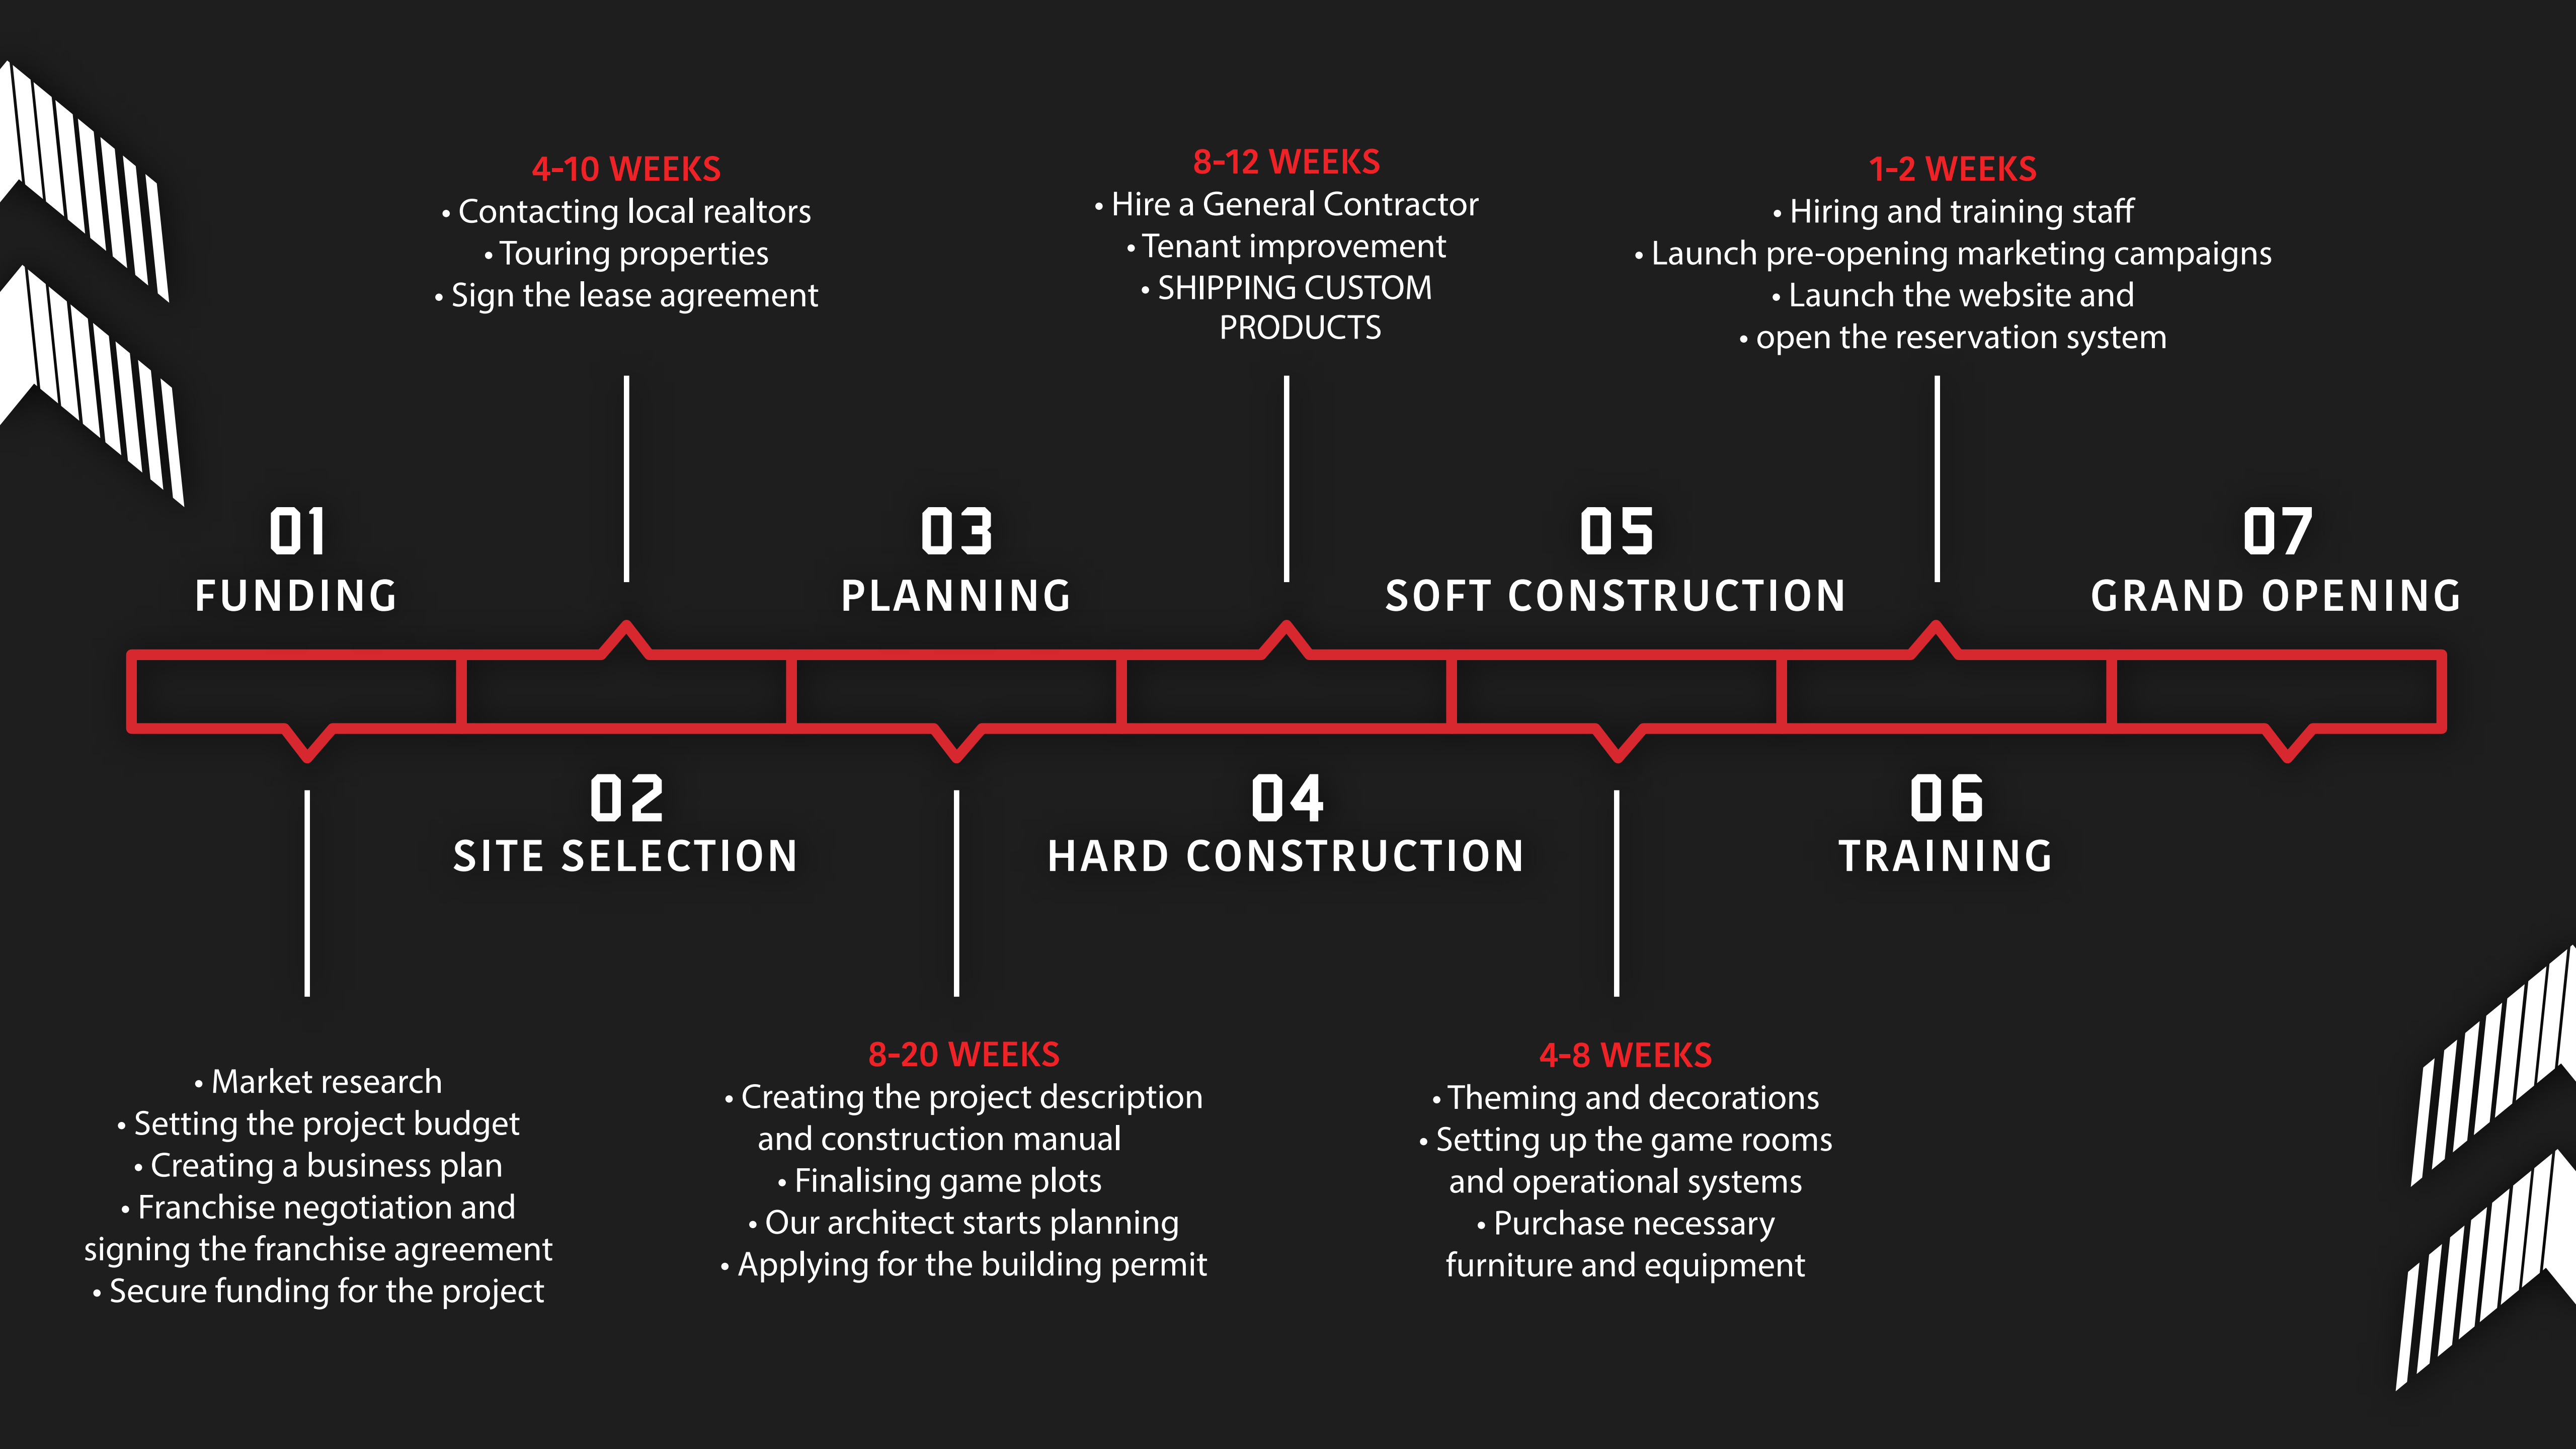 4-10 WEEKS
• Contacting local realtors
• Touring properties
• Sign the lease agreement
8-12 WEEKS
• Hire a General Contractor
• Tenant improvement
• SHIPPING CUSTOM
PRODUCTS
1-2 WEEKS
• Hiring and training staff
• Launch pre-opening marketing campaigns
• Launch the website and
• open the reservation system
01
FUNDING
03
PLANNING
05
SOFT CONSTRUCTION
07
GRAND OPENING
02
SITE SELECTION
04
HARD CONSTRUCTION
06
TRAINING
• Market research
• Setting the project budget
• Creating a business plan
• Franchise negotiation and
signing the franchise agreement
• Secure funding for the project
8-20 WEEKS
• Creating the project description
and construction manual
• Finalising game plots
• Our architect starts planning
• Applying for the building permit
4-8 WEEKS
• Theming and decorations
• Setting up the game rooms
and operational systems
• Purchase necessary
furniture and equipment